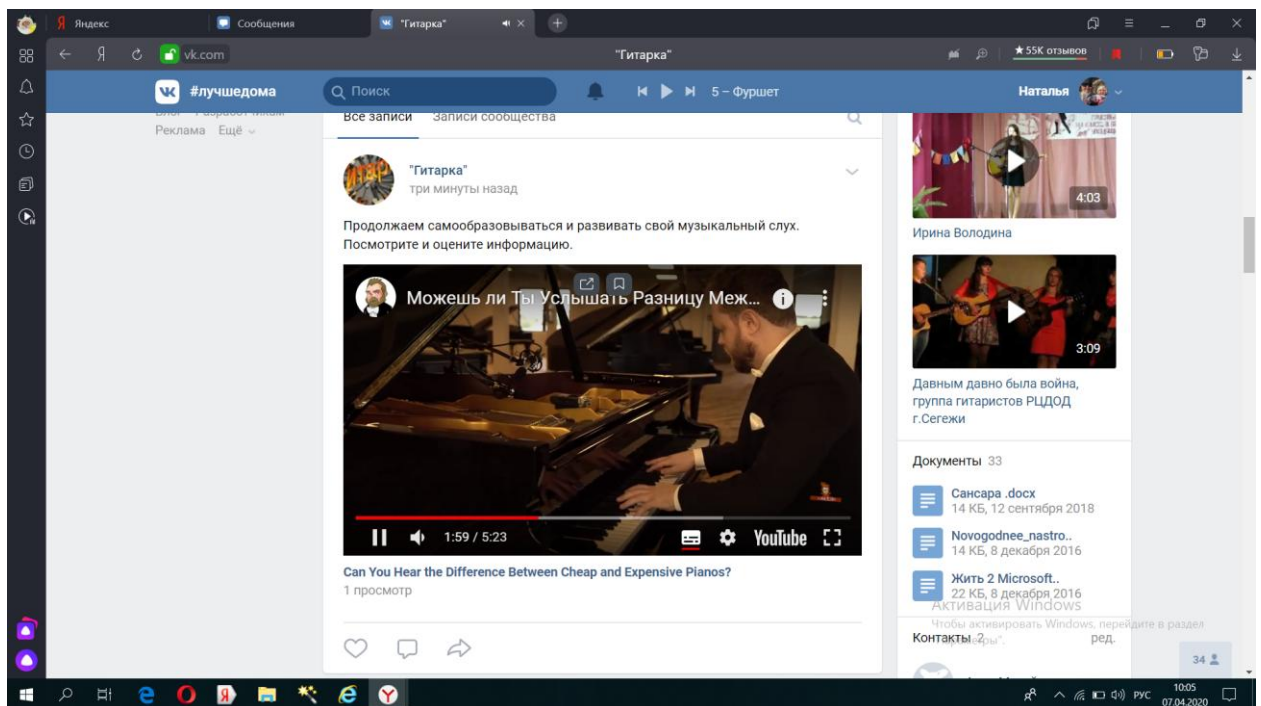 Яндекс
Сообщения
"Гитарка"
vk.com
"Гитарка"
★55K отзывов
#лучшедома
Поиск
5 – Фуршет
Наталья
Блог Разработчикам
Реклама Ещё
Все записи Записи сообщества
"Гитарка"
три минуты назад
Продолжаем самообразовываться и развивать свой музыкальный слух.
Посмотрите и оцените информацию.
Можешь ли Ты Услышать Разницу Меж...
1:59 / 5:23
YouTube
Can You Hear the Difference Between Cheap and Expensive Pianos?
1 просмотр
4:03
Ирина Володина
3:09
Давным давно была война,
группа гитаристов РЦДОД
г.Сегежи
Документы 33
Сансара .docx
14 КБ, 12 сентября 2018
Novogodnee_nastro..
14 КБ, 8 декабря 2016
Жить 2 Microsoft..
22 КБ, 8 декабря 2016
Активация Windows
Чтобы активировать Windows, перейдите в раздел
"Параметры".
Контакты 2
ред.
34
РУС
10:05
07.04.2020